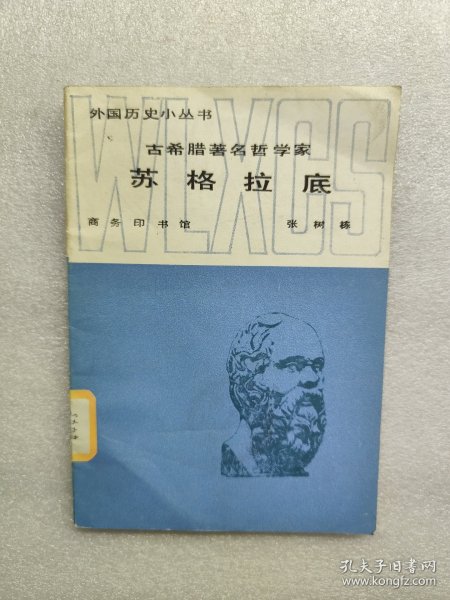 外国历史小丛书
WLXCS
古希腊著名哲学家
苏格拉底
商务印书馆 张树栋
孔夫子旧书网
www.kongfz.com